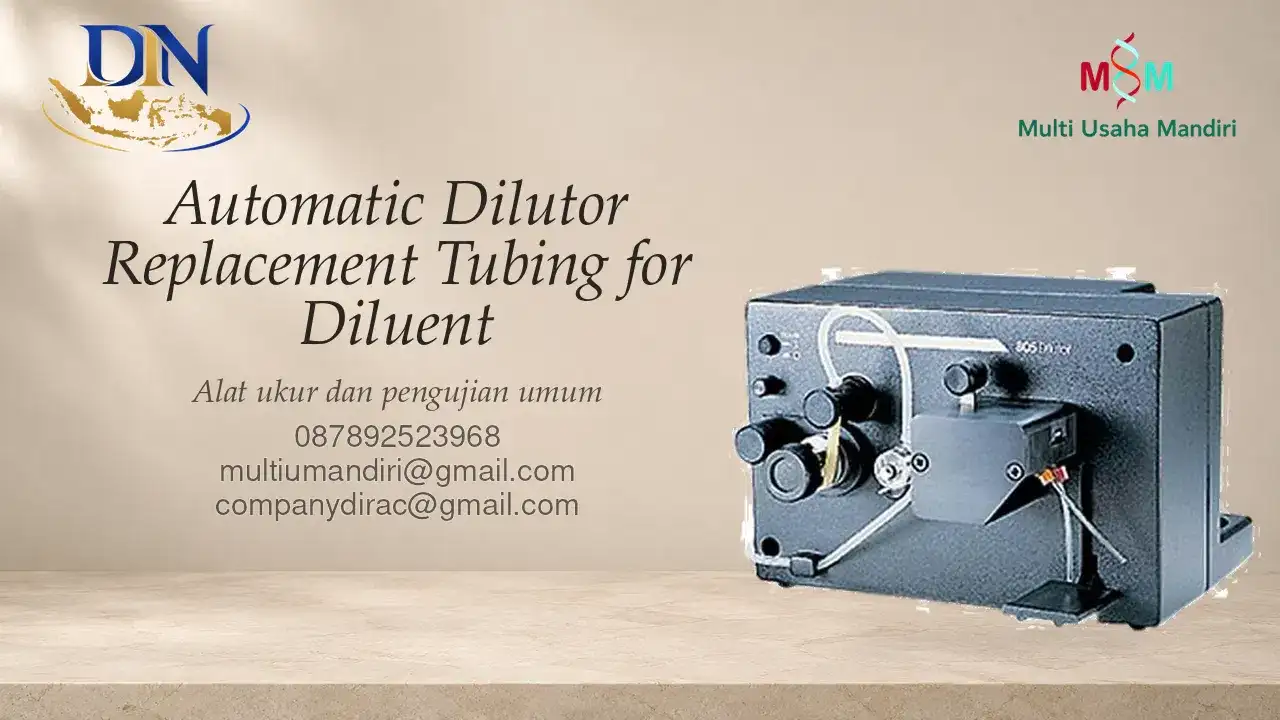 DIN
M M
Multi Usaha Mandiri
Automatic Dilutor
Replacement Tubing for
Diluent
Alat ukur dan pengujian umum
087892523968
multiumandiri@gmail.com
companydirac@gmail.com
805 Dilutor